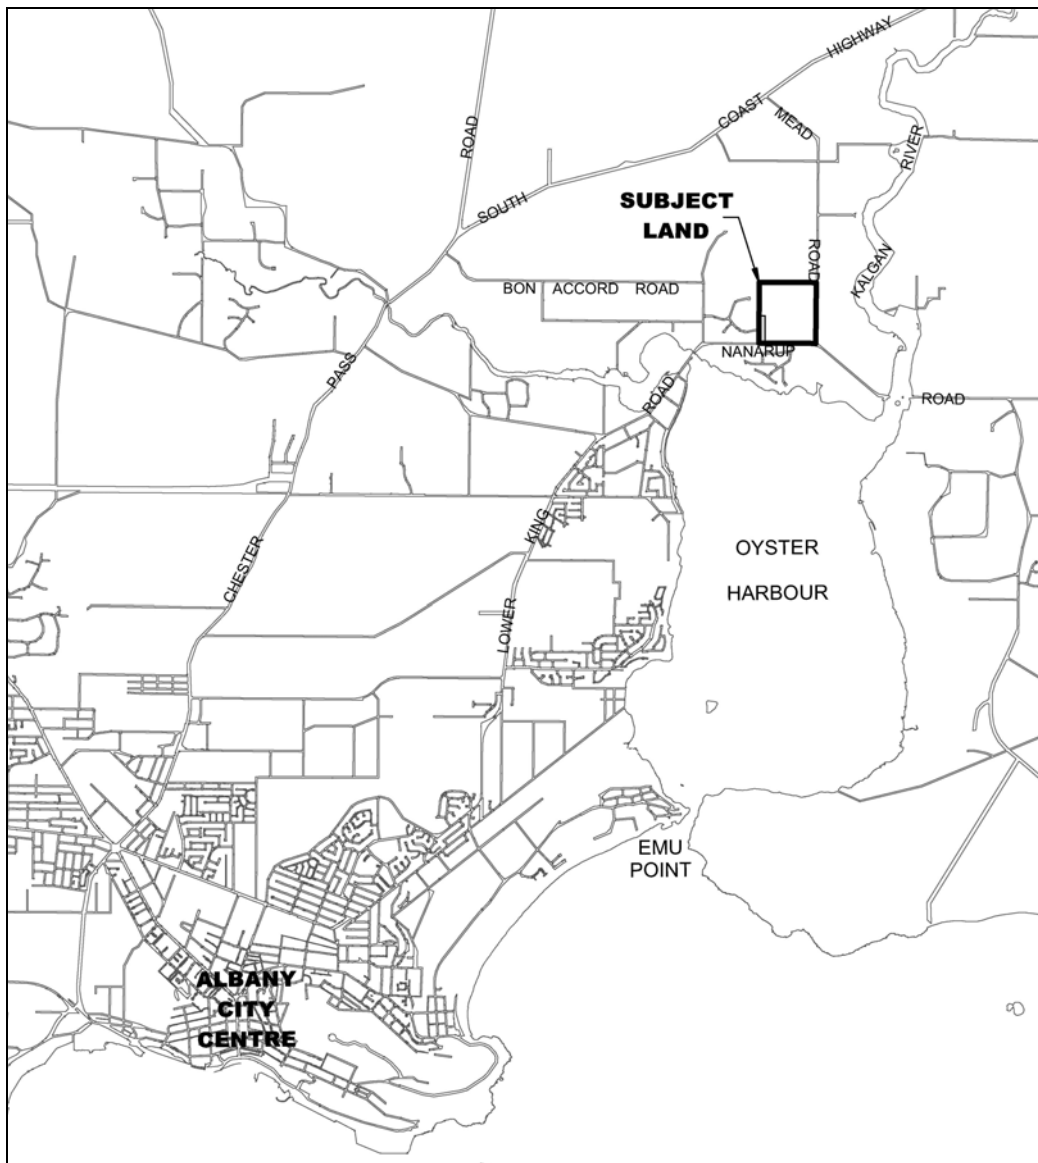 HIGHWAY
COAST
MEAD
ROAD
RIVER
SUBJECT
LAND
SOUTH
ROAD
KALGAN
BON ACCORD ROAD
NANARUP
PASS
ROAD
ROAD
KING
OYSTER
HARBOUR
CHESTER
LOWER
EMU
POINT
ALBANY
CITY
CENTRE